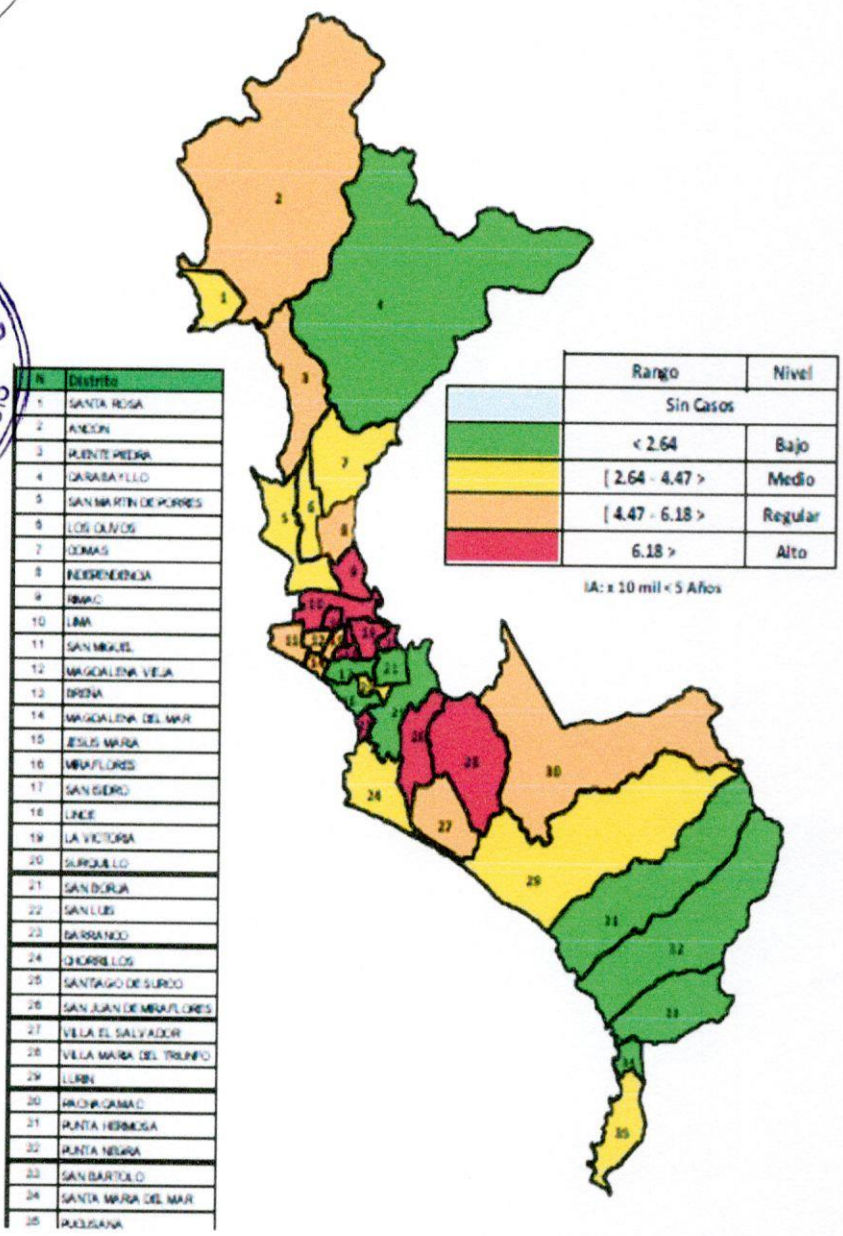 N Distrito
1 SANTA ROSA
2 ANCON
3 PUENTE PIEDRA
4 CARABAYLLO
5 SAN MARTIN DE PORRES
6 LOS OLIVOS
7 COMAS
8 INDEPENDENCIA
9 RIMAC
10 LIMA
11 SAN MIGUEL
12 MAGDALENA VIEJA
13 BREÑA
14 MAGDALENA DEL MAR
15 JESUS MARIA
16 MIRAFLORES
17 SAN ISIDRO
18 LINCE
19 LA VICTORIA
20 SURQUILLO
21 SAN BORJA
22 SAN LUIS
23 BARRANCO
24 CHORRILLOS
25 SANTIAGO DE SURCO
26 SAN JUAN DE MIRAFLORES
27 VILLA EL SALVADOR
28 VILLA MARIA DEL TRIUNFO
29 LURIN
30 PACHACAMAC
31 PUNTA HERMOSA
32 PUNTA NEGRA
33 SAN BARTOLO
34 SANTA MARIA DEL MAR
35 PUCUSANA
Rango Nivel
Sin Casos
< 2.64 Bajo
[ 2.64 - 4.47 > Medio
[ 4.47 - 6.18 > Regular
6.18 > Alto
IA: x 10 mil < 5 Años
2
1
4
3
7
5
6
8
9
10
11
12
19
21
26
28
24
27
30
29
31
32
33
34
35